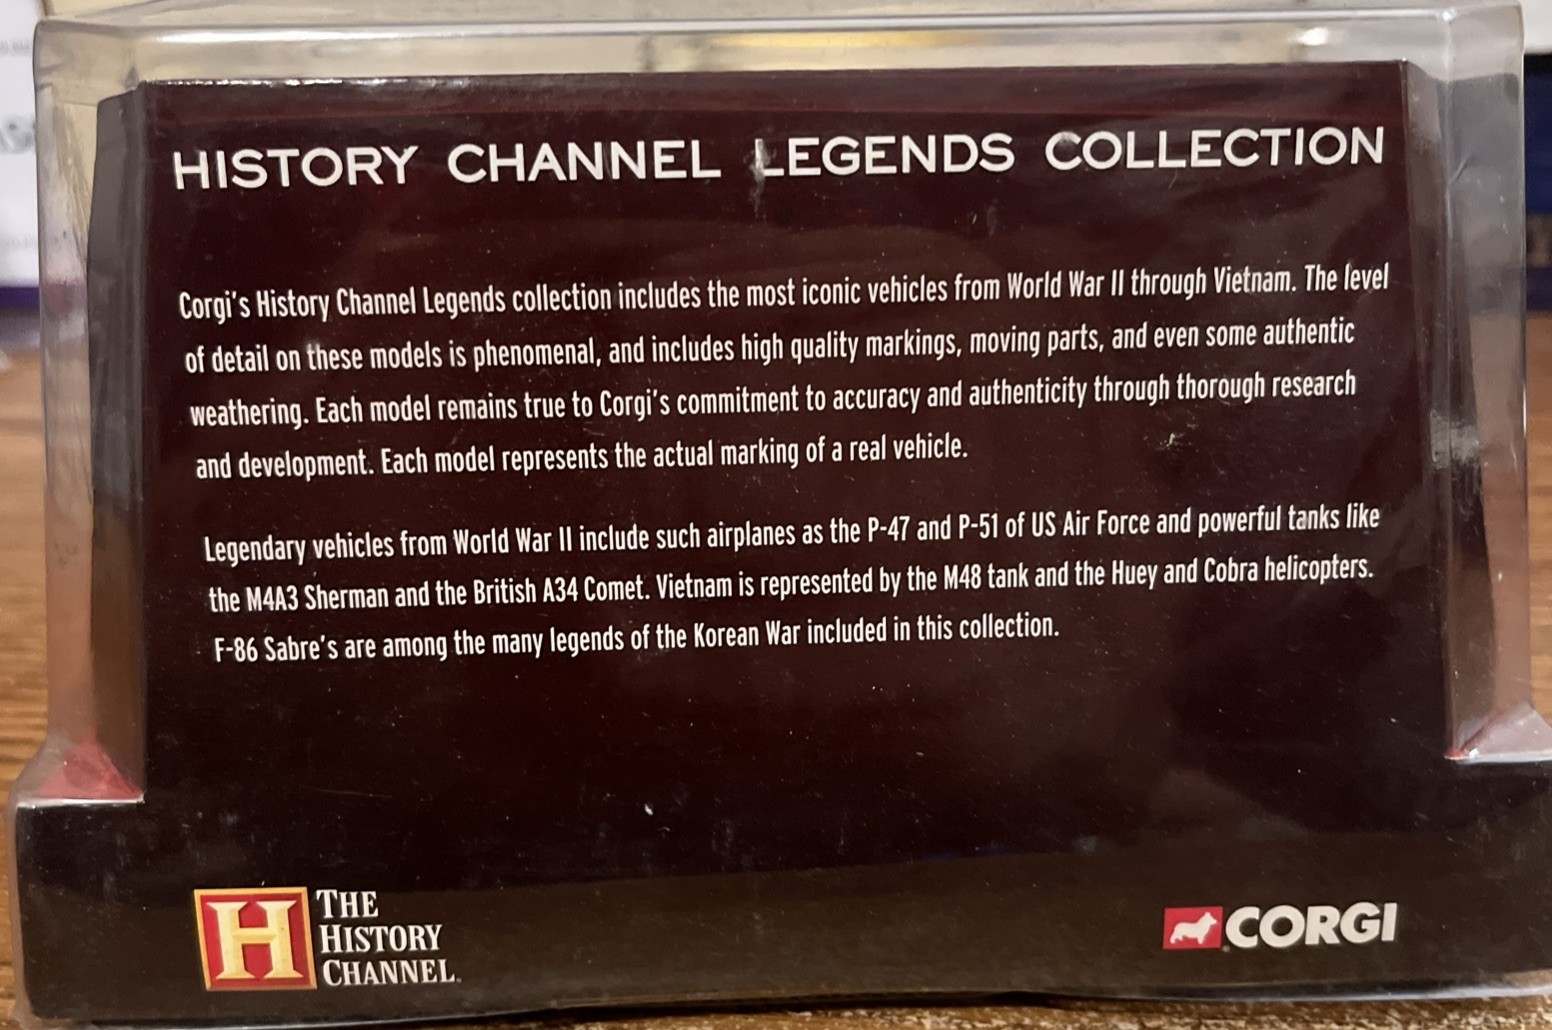 HISTORY CHANNEL LEGENDS COLLECTION
Corgi's History Channel Legends collection includes the most iconic vehicles from World War II through Vietnam. The level
of detail on these models is phenomenal, and includes high quality markings, moving parts, and even some authentic
weathering. Each model remains true to Corgi's commitment to accuracy and authenticity through thorough research
and development. Each model represents the actual marking of a real vehicle.
Legendary vehicles from World War II include such airplanes as the P-47 and P-51 of US Air Force and powerful tanks like
the M4A3 Sherman and the British A34 Comet. Vietnam is represented by the M48 tank and the Huey and Cobra helicopters.
F-86 Sabre's are among the many legends of the Korean War included in this collection.
H
THE
HISTORY
CHANNEL.
CORGI